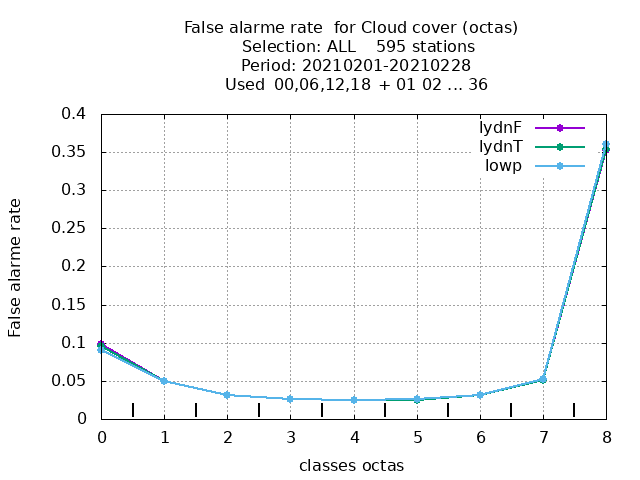 False alarme rate  for Cloud cover (octas)
Selection: ALL    595 stations
Period: 20210201-20210228
Used  00,06,12,18 + 01 02 ... 36
lydnF
lydnT
lowp
0.4
0.35
0.3
0.25
0.2
0.15
0.1
0.05
0
False alarme rate
0 1 2 3 4 5 6 7 8
classes octas